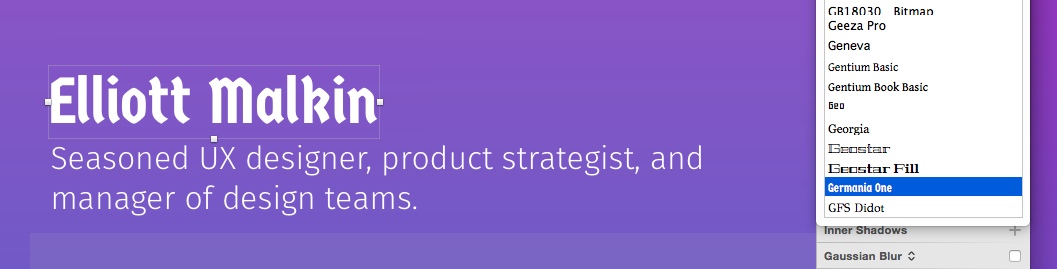 Elliott Malkin
Seasoned UX designer, product strategist, and
manager of design teams.
GB18030 Bitmap
Geeza Pro
Geneva
Gentium Basic
Gentium Book Basic
Geo
Georgia
Geostar
Geostar Fill
Germania One
GFS Didot
Inner Shadows
Gaussian Blur